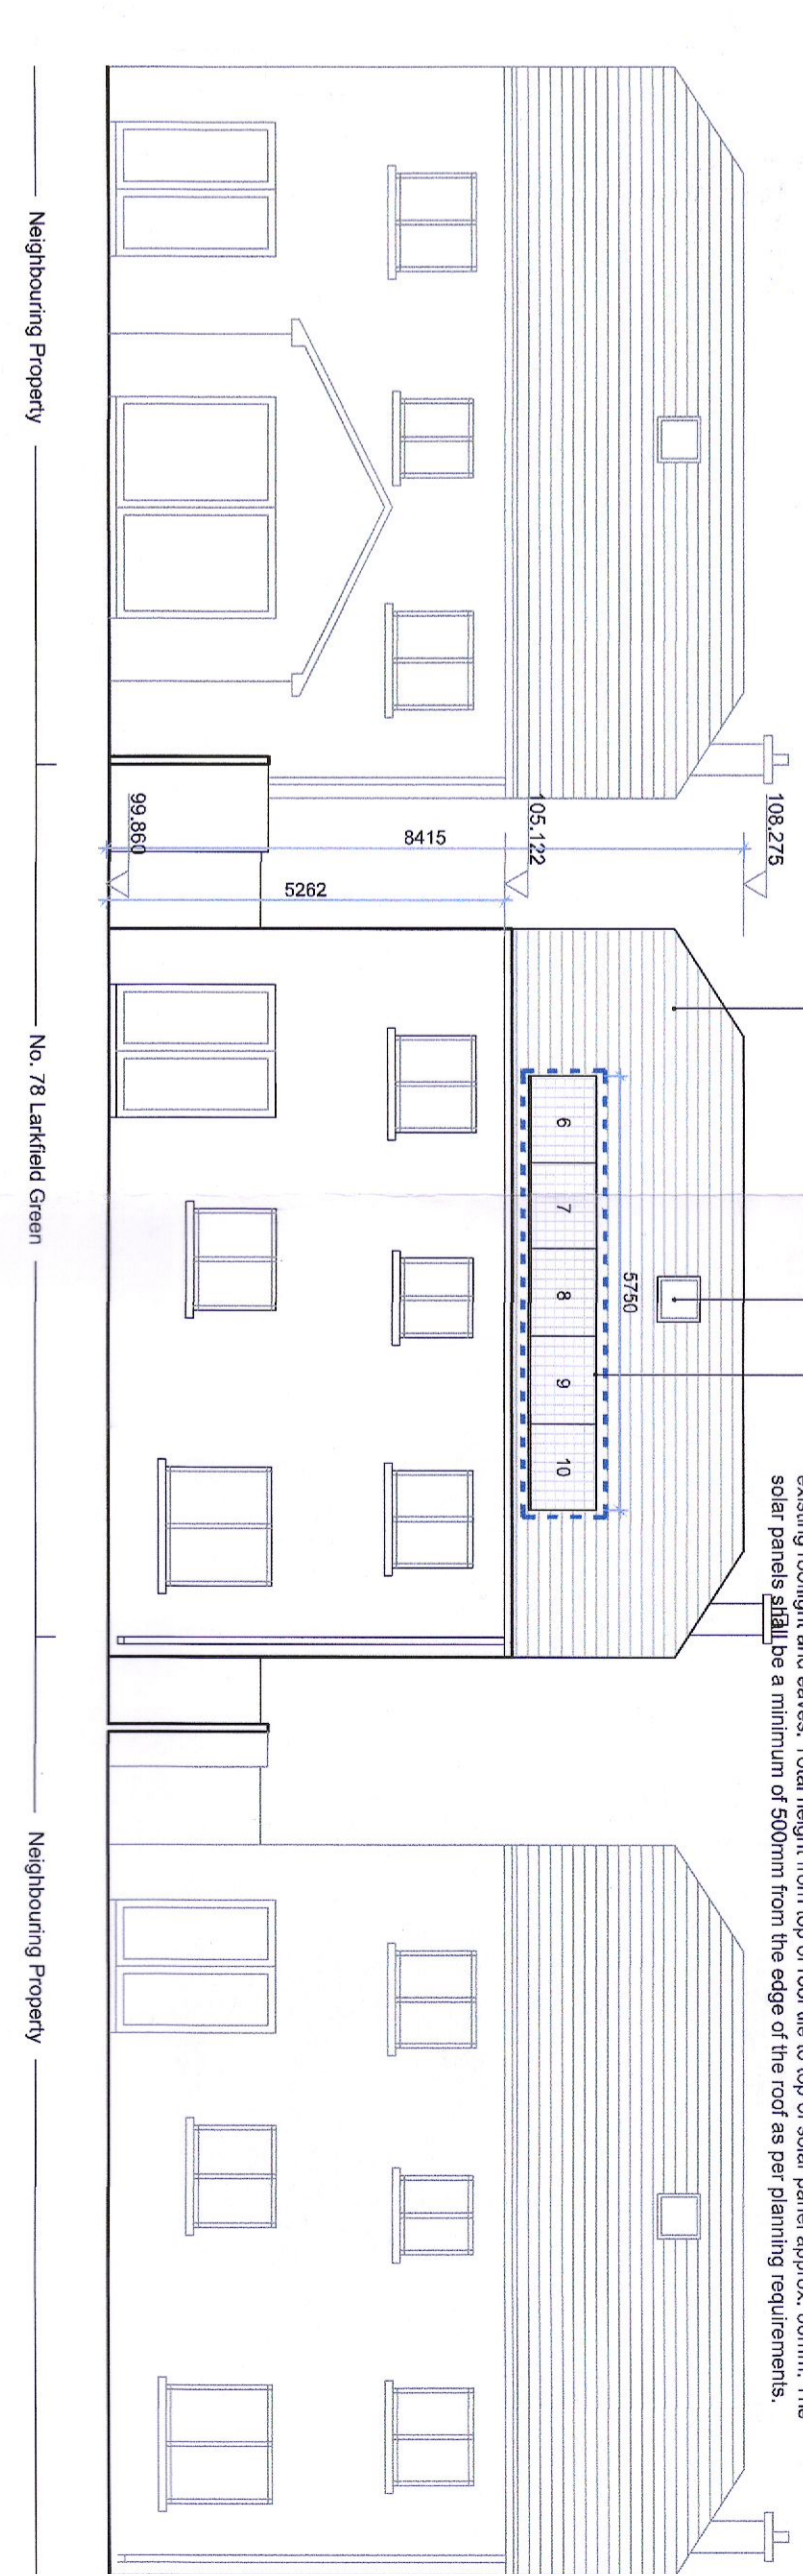 existing rooflight and eaves. Total height from top of roof tile to top of solar panel approx.
solar panels shall be a minimum of 500mm from the edge of the roof as per planning requirements.
108.275
105.122
99.860
8415
5262
5750
6
7
8
9
10
Neighbouring Property
No. 78 Larkfield Green
Neighbouring Property